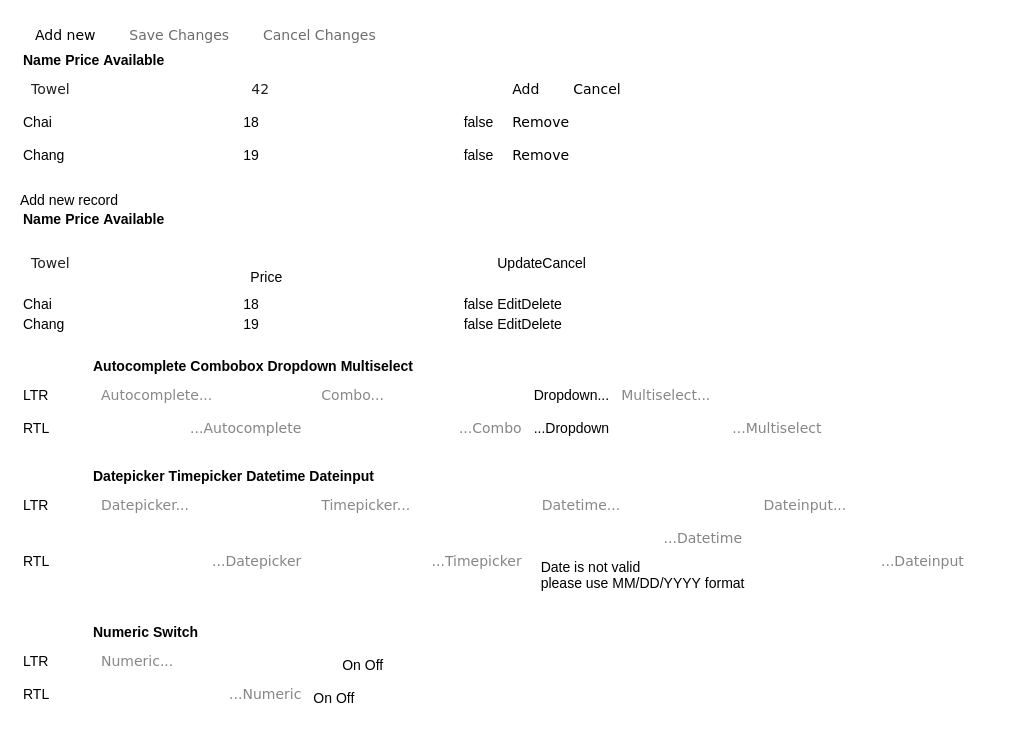 Add new Save Changes Cancel Changes
Name Price Available
Towel 42 Add Cancel
Chai 18 false Remove
Chang 19 false Remove
Add new record
Name Price Available
Towel UpdateCancel
Price
Chai 18 false EditDelete
Chang 19 false EditDelete
Autocomplete Combobox Dropdown Multiselect
LTR Autocomplete... Combo... Dropdown... Multiselect...
RTL ...Autocomplete ...Combo ...Dropdown ...Multiselect
Datepicker Timepicker Datetime Dateinput
LTR Datepicker... Timepicker... Datetime... Dateinput...
...Datetime
RTL ...Datepicker ...Timepicker ...Dateinput
Date is not valid
please use MM/DD/YYYY format
Numeric Switch
LTR Numeric... On Off
RTL ...Numeric On Off